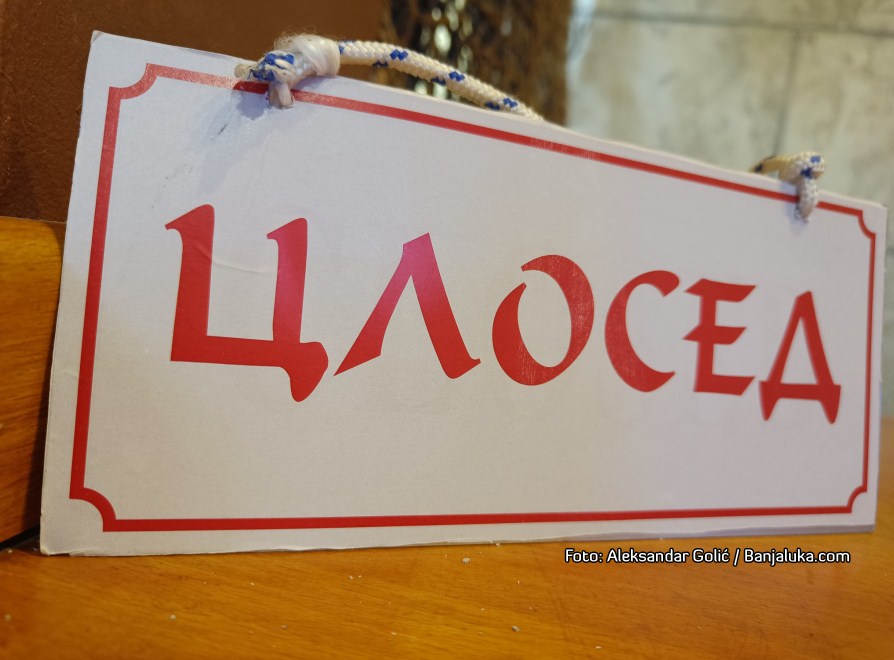 ЦЛОСЕД
Foto: Aleksandar Golić / Banjaluka.com